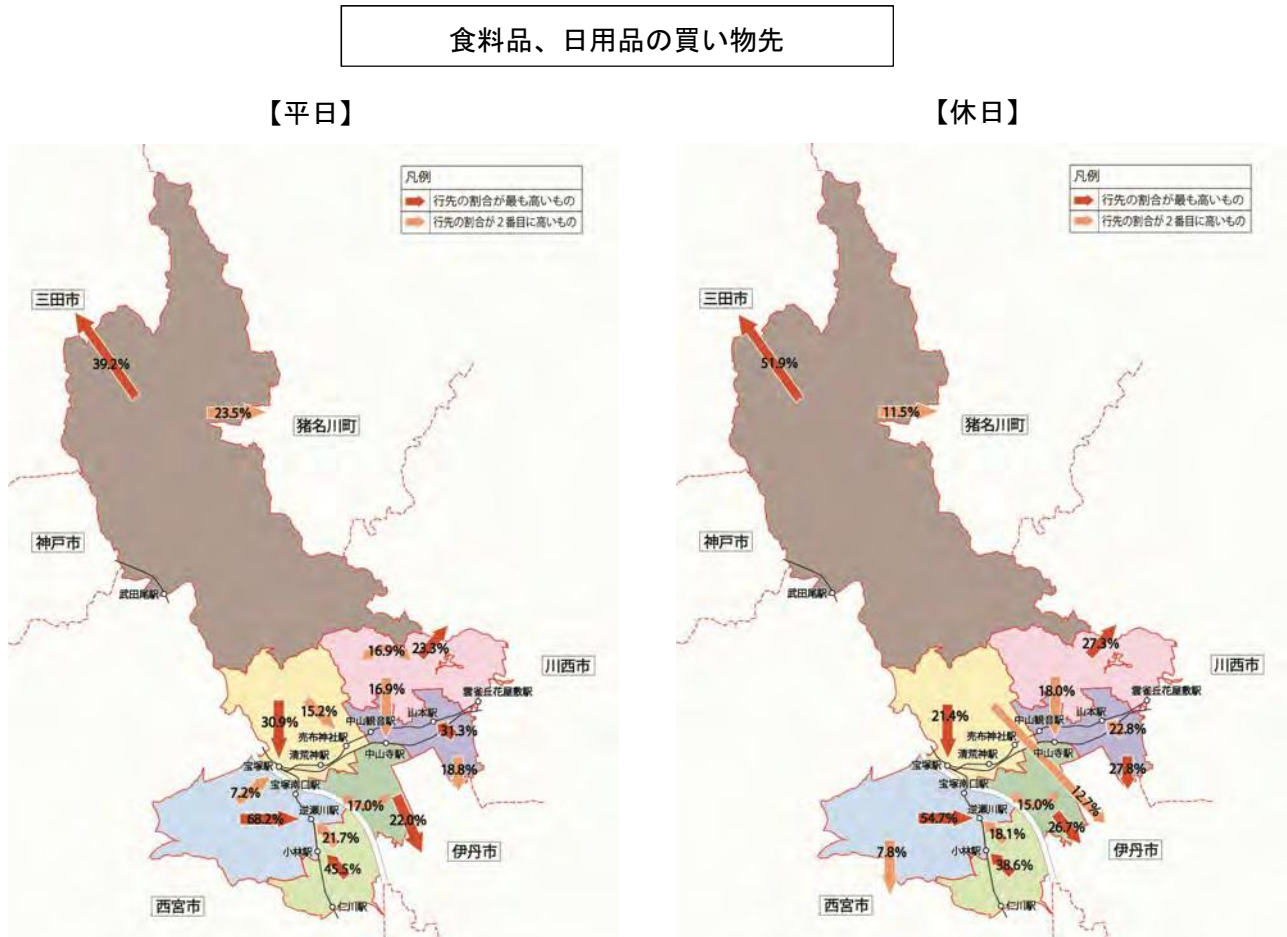 食料品、日用品の買い物先
【平日】
凡例
行先の割合が最も高いもの
行先の割合が2番目に高いもの
三田市
39.2%
23.5%
猪名川町
神戸市
武田尾駅
16.9%
23.3%
川西市
16.9%
雲雀丘花屋敷駅
15.2%
山本駅
30.9%
中山観音駅
31.3%
売布神社駅
清荒神駅
中山寺駅
宝塚駅
18.8%
宝塚南口駅
7.2%
17.0%
逆瀬川駅
68.2%
22.0%
21.7%
伊丹市
小林駅
45.5%
西宮市
仁川駅
【休日】
凡例
行先の割合が最も高いもの
行先の割合が2番目に高いもの
三田市
51.9%
11.5%
猪名川町
神戸市
武田尾駅
27.3%
川西市
18.0%
雲雀丘花屋敷駅
山本駅
21.4%
中山観音駅
22.8%
売布神社駅
清荒神駅
中山寺駅
宝塚駅
27.8%
宝塚南口駅
12.7%
15.0%
逆瀬川駅
54.7%
26.7%
18.1%
伊丹市
小林駅
7.8%
38.6%
西宮市
仁川駅